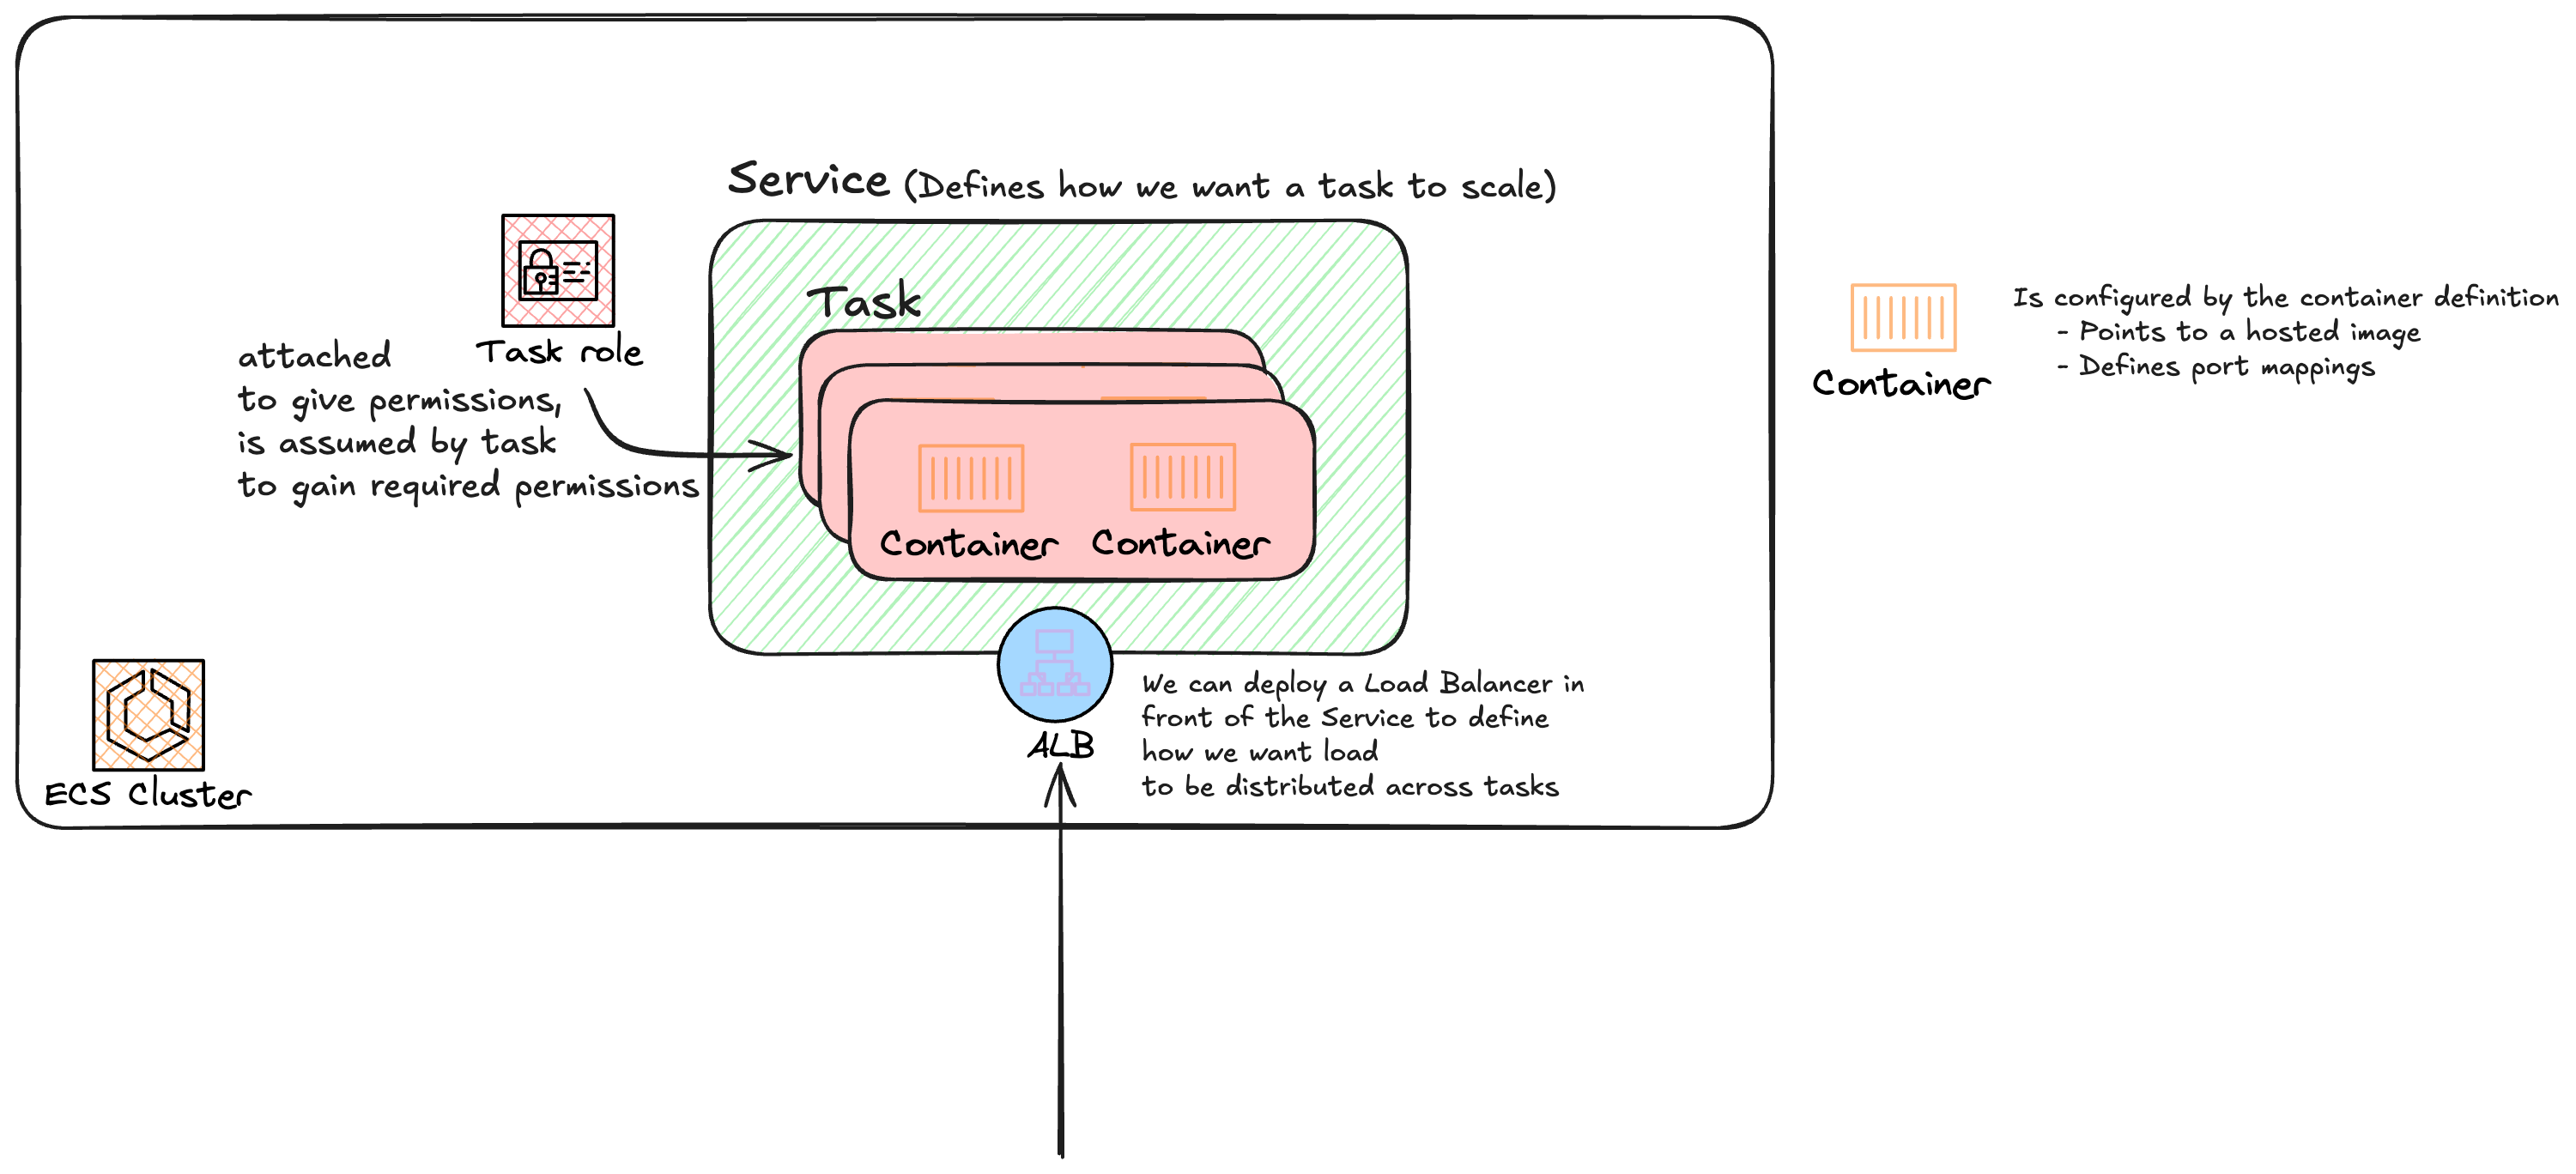 Service (Defines how we want a task to scale)
Task
Task role
attached
to give permissions,
is assumed by task
to gain required permissions
Container
Container
ECS Cluster
ALB
We can deploy a Load Balancer in
front of the Service to define
how we want load
to be distributed across tasks
Container
Is configured by the container definition
- Points to a hosted image
- Defines port mappings